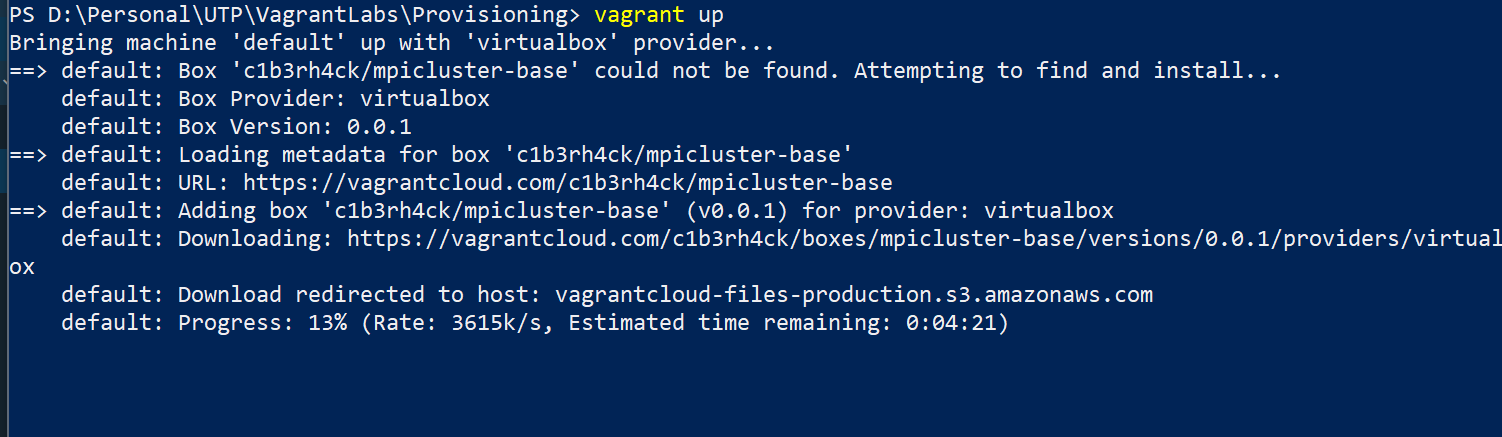 PS D:\Personal\UTP\VagrantLabs\Provisioning> vagrant up
Bringing machine 'default' up with 'virtualbox' provider...
==> default: Box 'c1b3rh4ck/mpicluster-base' could not be found. Attempting to find and install...
    default: Box Provider: virtualbox
    default: Box Version: 0.0.1
==> default: Loading metadata for box 'c1b3rh4ck/mpicluster-base'
    default: URL: https://vagrantcloud.com/c1b3rh4ck/mpicluster-base
==> default: Adding box 'c1b3rh4ck/mpicluster-base' (v0.0.1) for provider: virtualbox
    default: Downloading: https://vagrantcloud.com/c1b3rh4ck/boxes/mpicluster-base/versions/0.0.1/providers/virtual
ox
    default: Download redirected to host: vagrantcloud-files-production.s3.amazonaws.com
    default: Progress: 13% (Rate: 3615k/s, Estimated time remaining: 0:04:21)